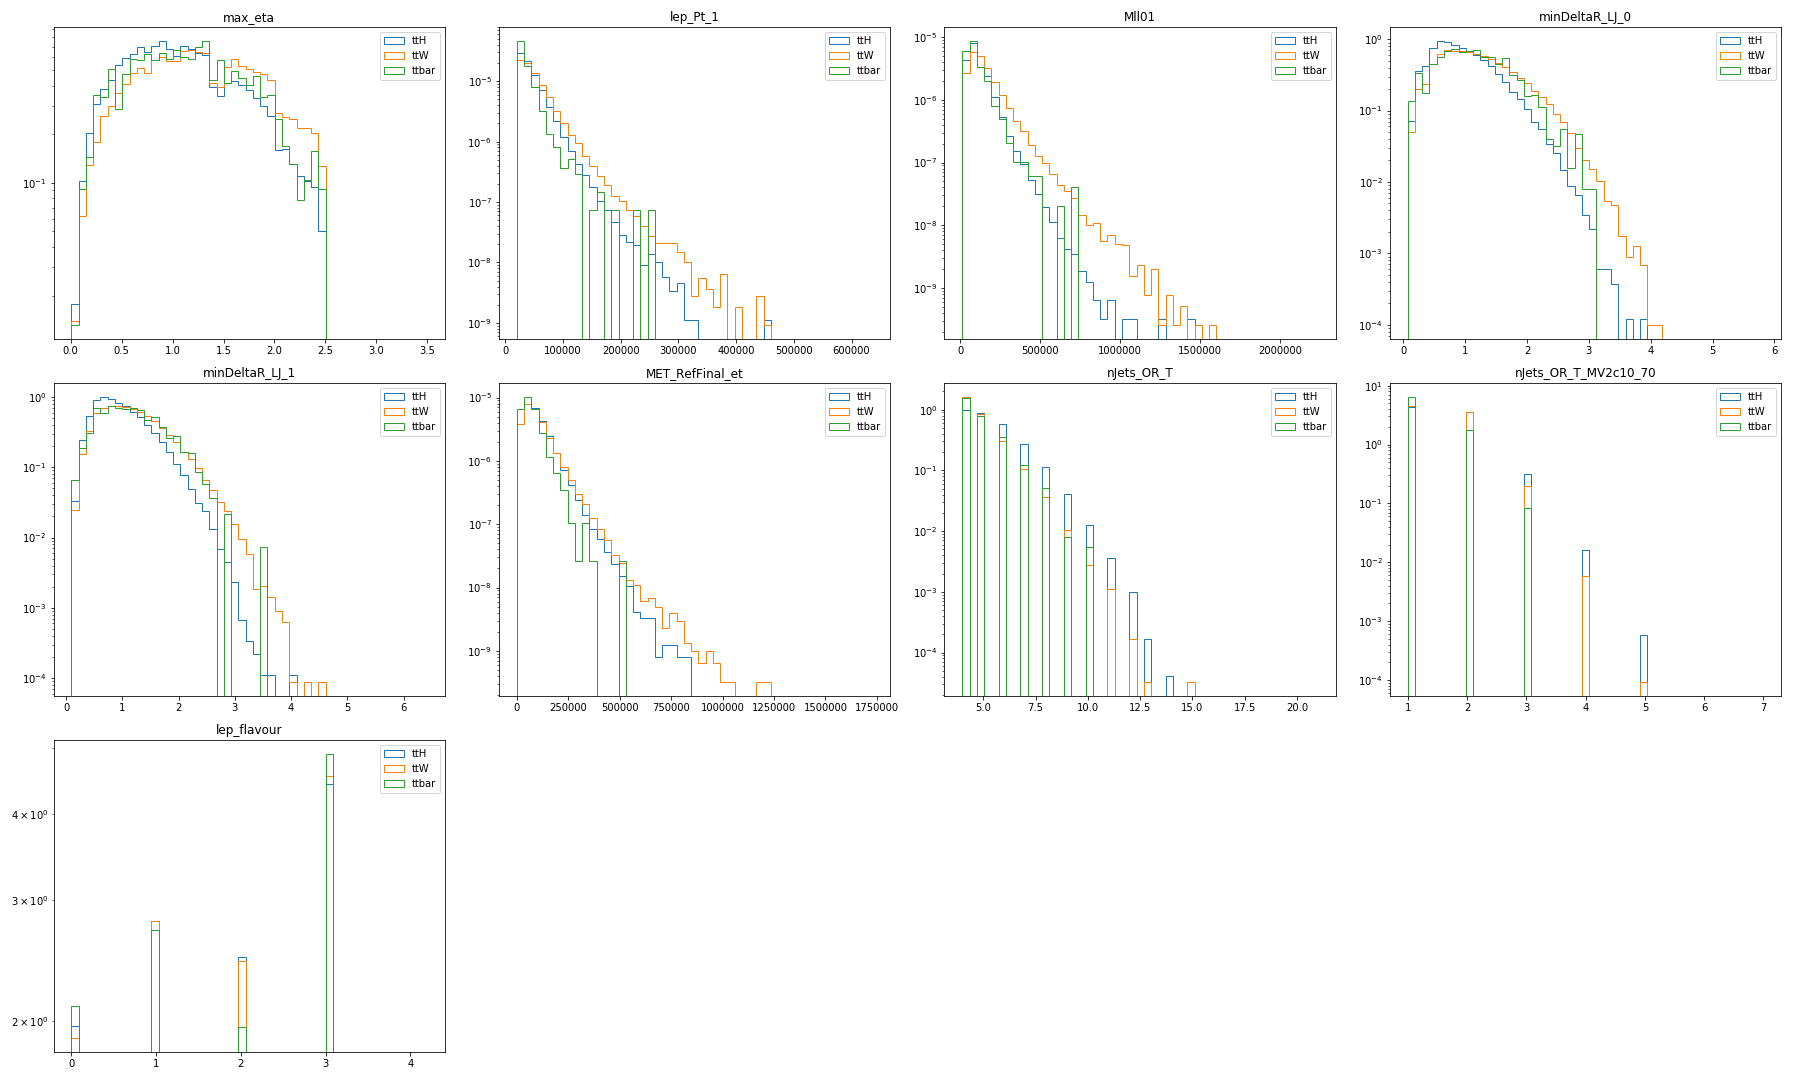 max_eta
ttH
ttW
ttbar
10⁻¹
0.0 0.5 1.0 1.5 2.0 2.5 3.0 3.5
lep_Pt_1
ttH
ttW
ttbar
10⁻⁵
10⁻⁶
10⁻⁷
10⁻⁸
10⁻⁹
0 100000 200000 300000 400000 500000 600000
Mll01
ttH
ttW
ttbar
10⁻⁵
10⁻⁶
10⁻⁷
10⁻⁸
10⁻⁹
0 500000 1000000 1500000 2000000
minDeltaR_LJ_0
ttH
ttW
ttbar
10⁰
10⁻¹
10⁻²
10⁻³
10⁻⁴
0 1 2 3 4 5 6
minDeltaR_LJ_1
ttH
ttW
ttbar
10⁰
10⁻¹
10⁻²
10⁻³
10⁻⁴
0 1 2 3 4 5 6
MET_RefFinal_et
ttH
ttW
ttbar
10⁻⁵
10⁻⁶
10⁻⁷
10⁻⁸
10⁻⁹
0 250000 500000 750000 1000000 1250000 1500000 1750000
nJets_OR_T
ttH
ttW
ttbar
10⁰
10⁻¹
10⁻²
10⁻³
10⁻⁴
5.0 7.5 10.0 12.5 15.0 17.5 20.0
nJets_OR_T_MV2c10_70
ttH
ttW
ttbar
10¹
10⁰
10⁻¹
10⁻²
10⁻³
10⁻⁴
1 2 3 4 5 6 7
lep_flavour
ttH
ttW
ttbar
4 × 10⁰
3 × 10⁰
2 × 10⁰
0 1 2 3 4